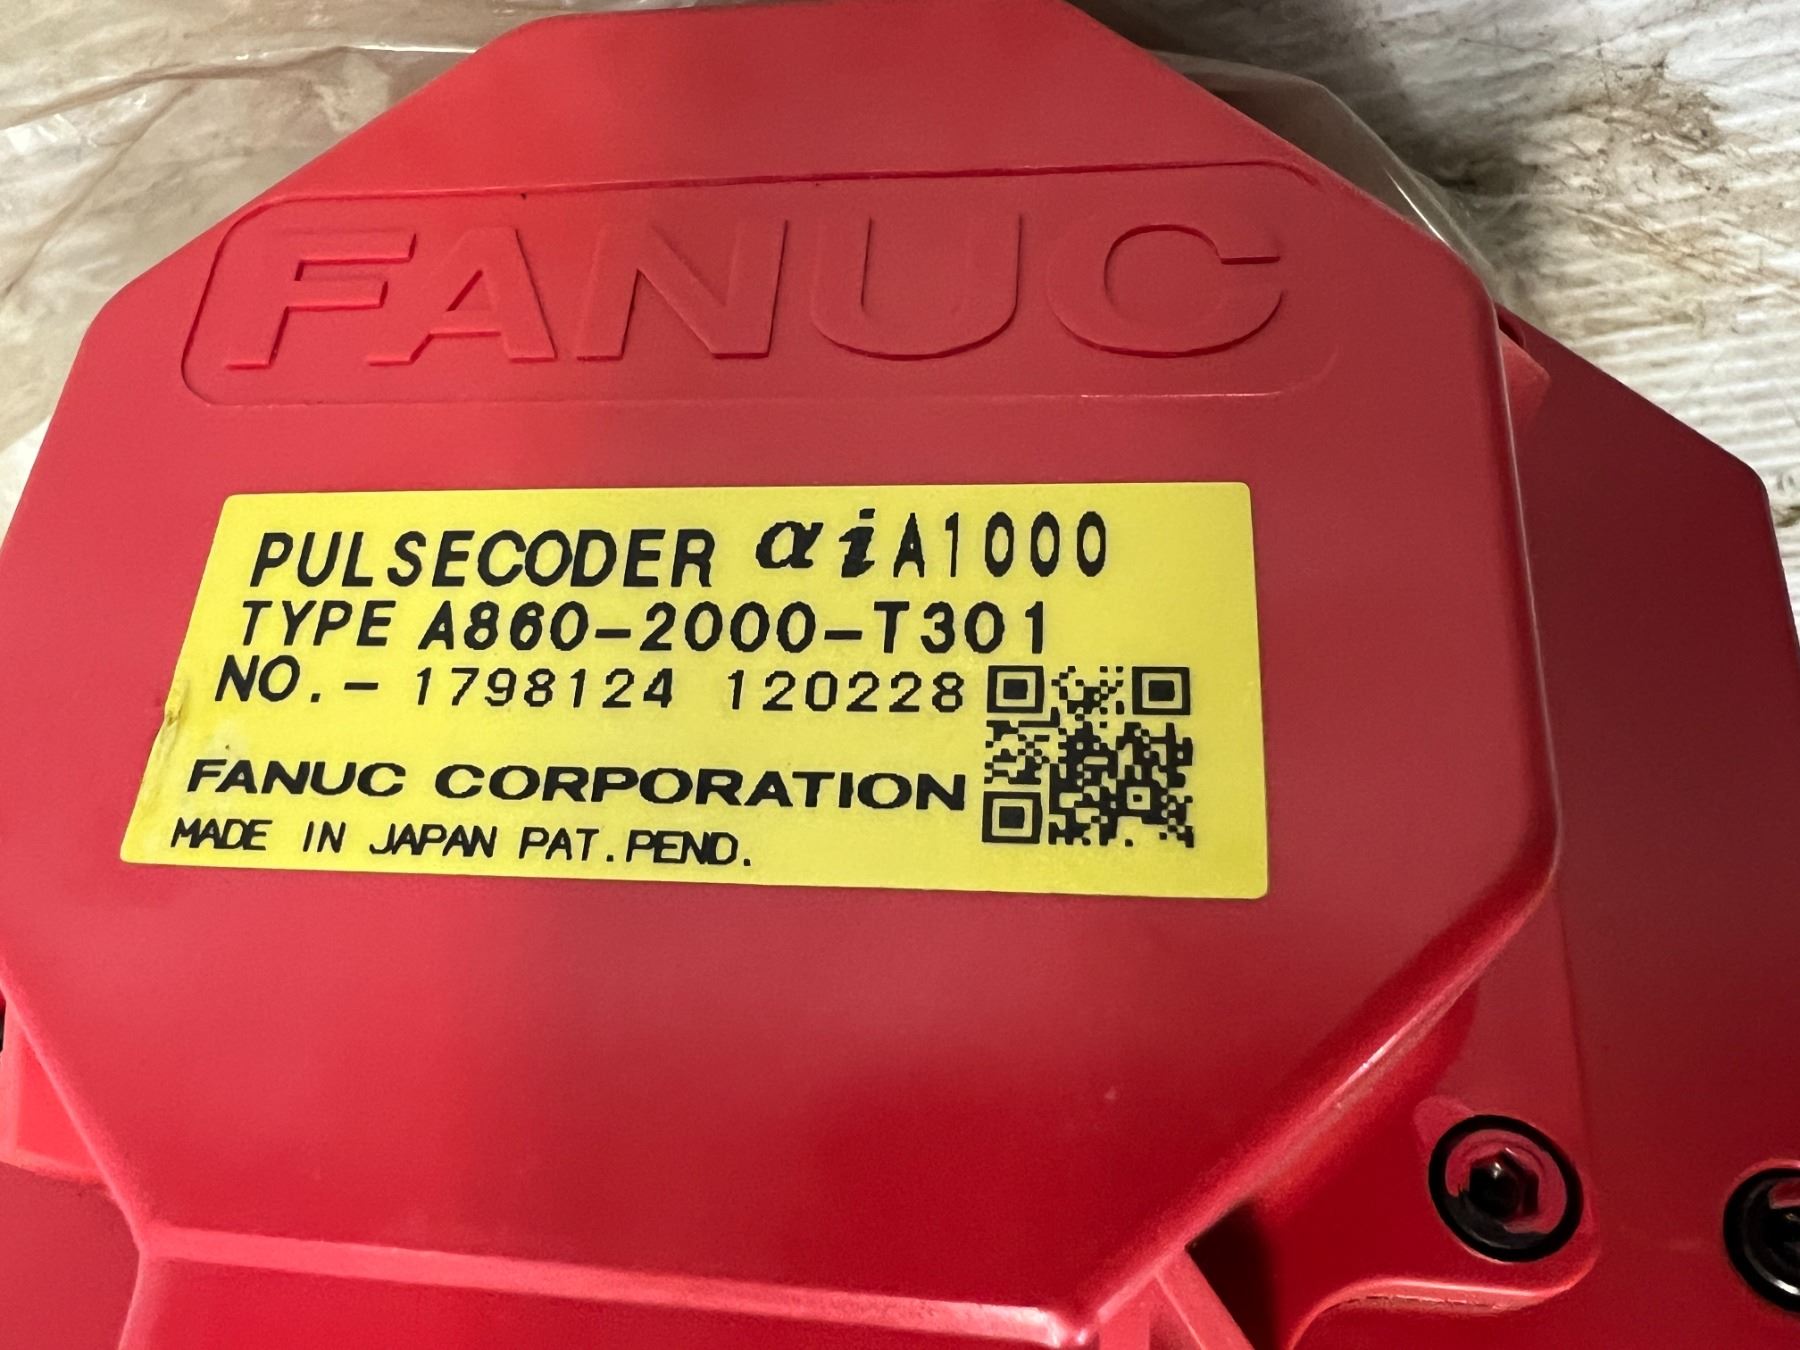 FANUC
PULSECODER αiA1000
TYPE A860-2000-T301
NO.- 1798124 120228
FANUC CORPORATION
MADE IN JAPAN PAT.PEND.